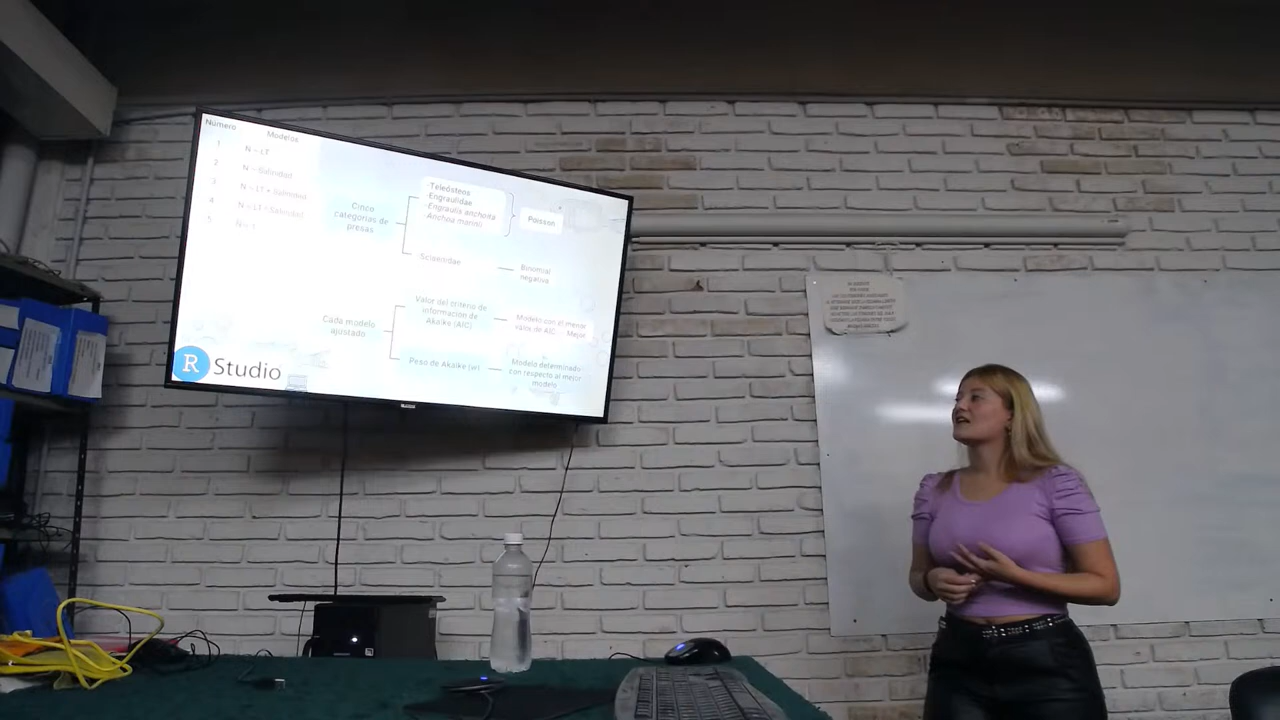 Número Modelos
1 N ~ LT
2 N ~ Salinidad
3 N ~ LT + Salinidad
4 N ~ LT * Salinidad
5 N ~ 1
Cinco
categorías de
presas
-Teleósteos
-Engraulidae
-Engraulis anchoita
-Anchoa marinii
Poisson
Sciaenidae
Binomial
negativa
Cada modelo
ajustado
Valor del criterio de
información de
Akaike (AIC)
Modelo con el menor
valor de AIC Mejor
Peso de Akaike (w)
Modelo determinado
con respecto al mejor
modelo
R Studio